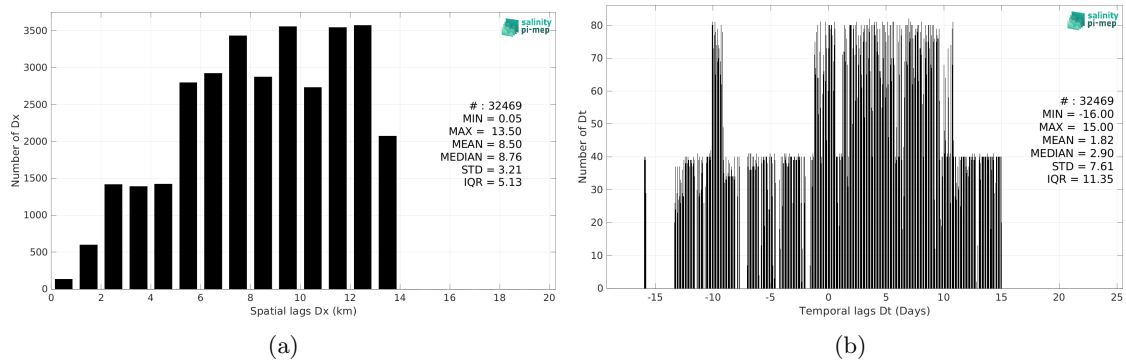 3500
3000
2500
2000
1500
1000
500
0
Number of Dx
0 2 4 6 8 10 12 14 16 18 20
Spatial lags Dx (km)
salinity
pi-mep
# : 32469
MIN = 0.05
MAX = 13.50
MEAN = 8.50
MEDIAN = 8.76
STD = 3.21
IQR = 5.13
(a)
80
70
60
50
40
30
20
10
0
Number of Dt
-15 -10 -5 0 5 10 15 20 25
Temporal lags Dt (Days)
salinity
pi-mep
# : 32469
MIN = -16.00
MAX = 15.00
MEAN = 1.82
MEDIAN = 2.90
STD = 7.61
IQR = 11.35
(b)